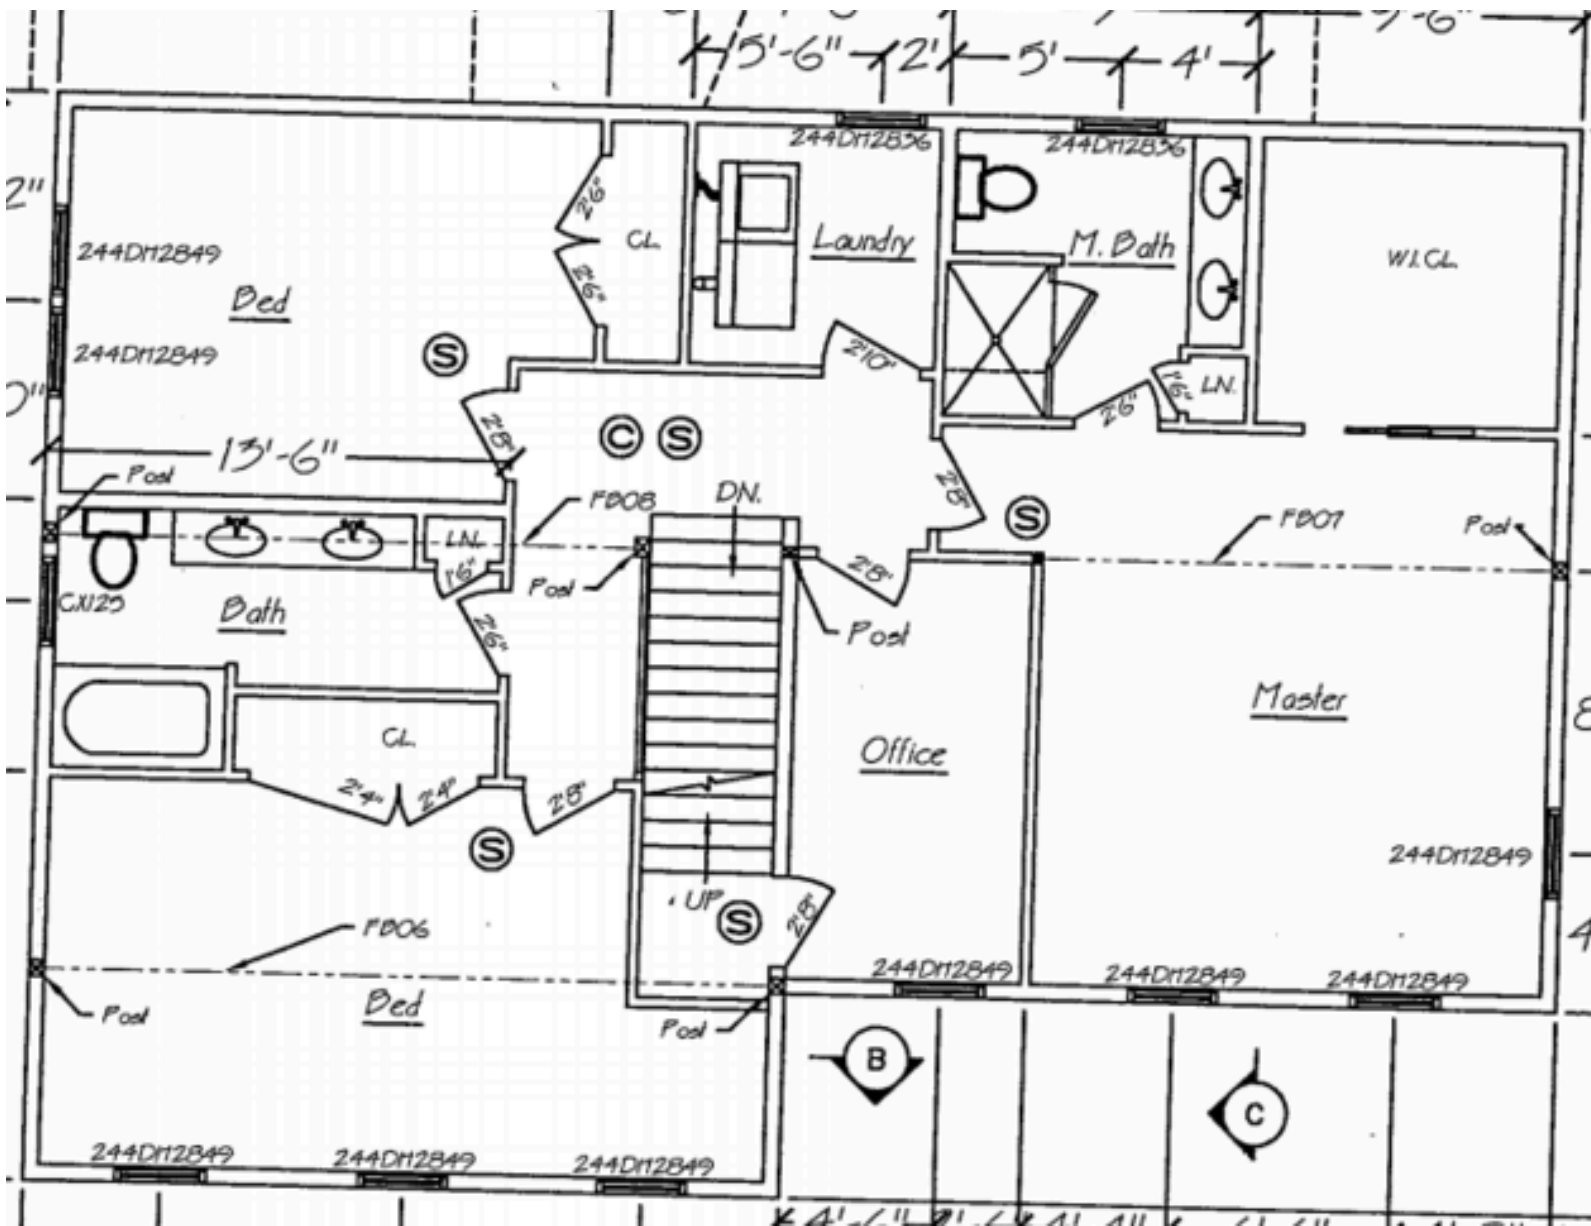 5'-6" 2' 5' 4'
244DH2836 244DH2836
2'6" CL. Laundry M. Bath W.I.CL.
244DH2849
Bed
2'6"
244DH2849
S
2'10" 1'6" LN.
2'6"
2'8" C S
13'-6"
Post
DN. 2'8" S
FB08 FB07 Post
LN.
1'6" Post 2'8"
CX125 Bath 2'6" Post
Master
CL. Office
2'4" 2'4" 2'8"
S 244DH2849
UP S 2'8"
FB06
244DH2849 244DH2849 244DH2849
Post Bed Post
B
C
244DH2849 244DH2849 244DH2849